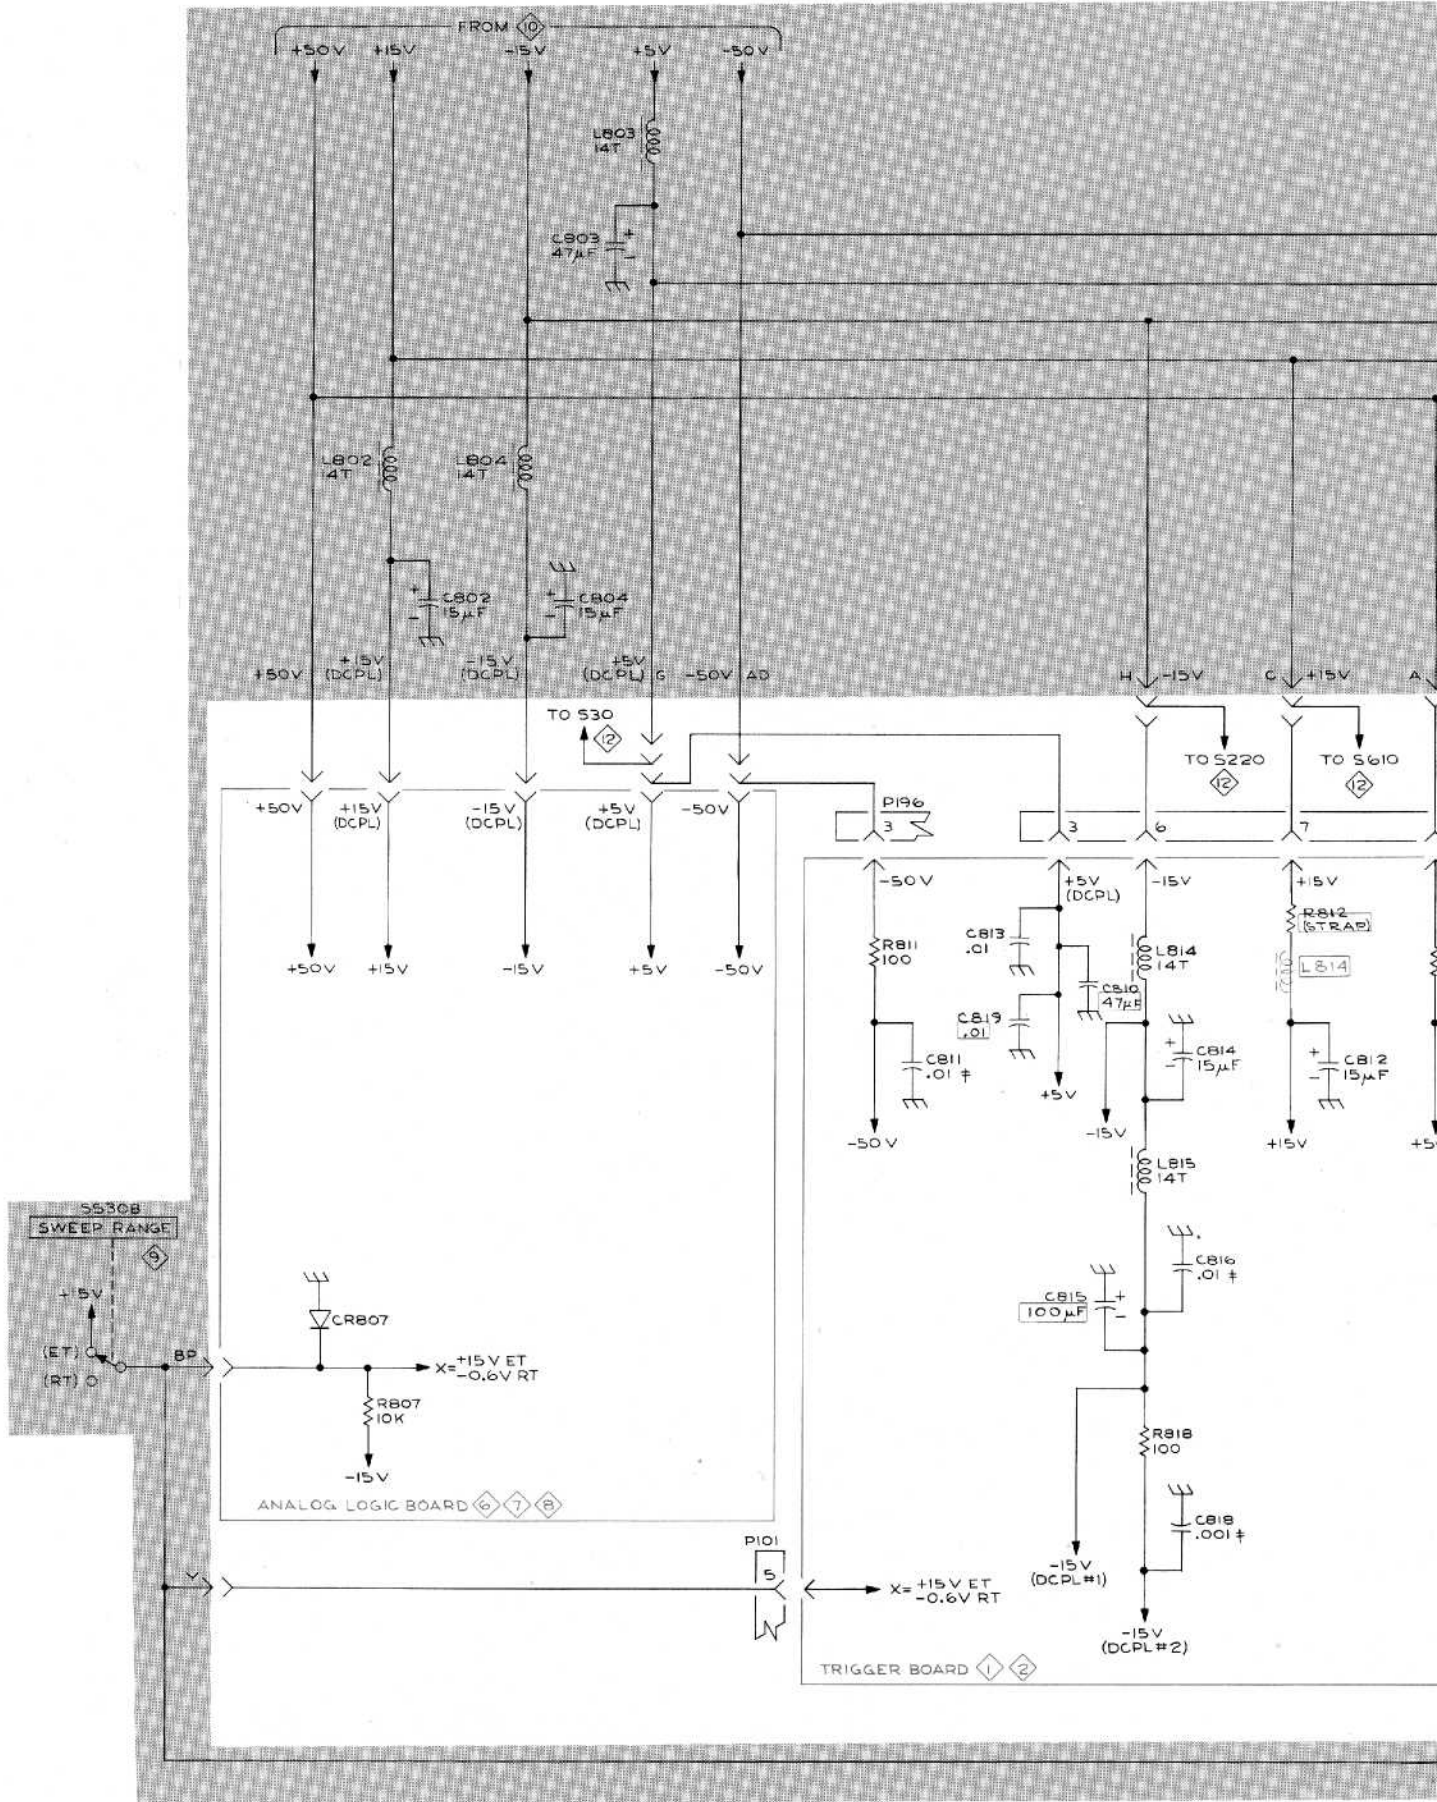 FROM 10
+50V +15V -15V +5V -50V
L803
14T
C803
47µF
+
-
L802
14T
L804
14T
+
-
C802
15µF
+
-
C804
15µF
+50V
+15V
(DCPL)
-15V
(DCPL)
+5V
(DCPL) G
-50V AD
H -15V
C +15V
A
TO S30
12
TO S220
12
TO S610
12
+50V
+15V
(DCPL)
-15V
(DCPL)
+5V
(DCPL)
-50V
P196
3
3
6
7
-50V
+5V
(DCPL)
-15V
+15V
R812
(STRAP)
L814
R811
100
C813
.01
L814
14T
C810
47µF
C819
.01
+50V +15V -15V +5V -50V
C811
.01 ‡
+
-
C814
15µF
+
-
C812
15µF
-50V
+5V
-15V
+15V
+5
L815
14T
S530B
SWEEP RANGE
9
+15V
(ET)
(RT)
BP
CR807
X= +15V ET
-0.6V RT
R807
10K
-15V
C816
.01 ‡
C815
100µF
+
-
R818
100
ANALOG LOGIC BOARD 6 7 8
C818
.001 ‡
P101
5
V
X= +15V ET
-0.6V RT
-15V
(DCPL#1)
-15V
(DCPL#2)
TRIGGER BOARD 1 2